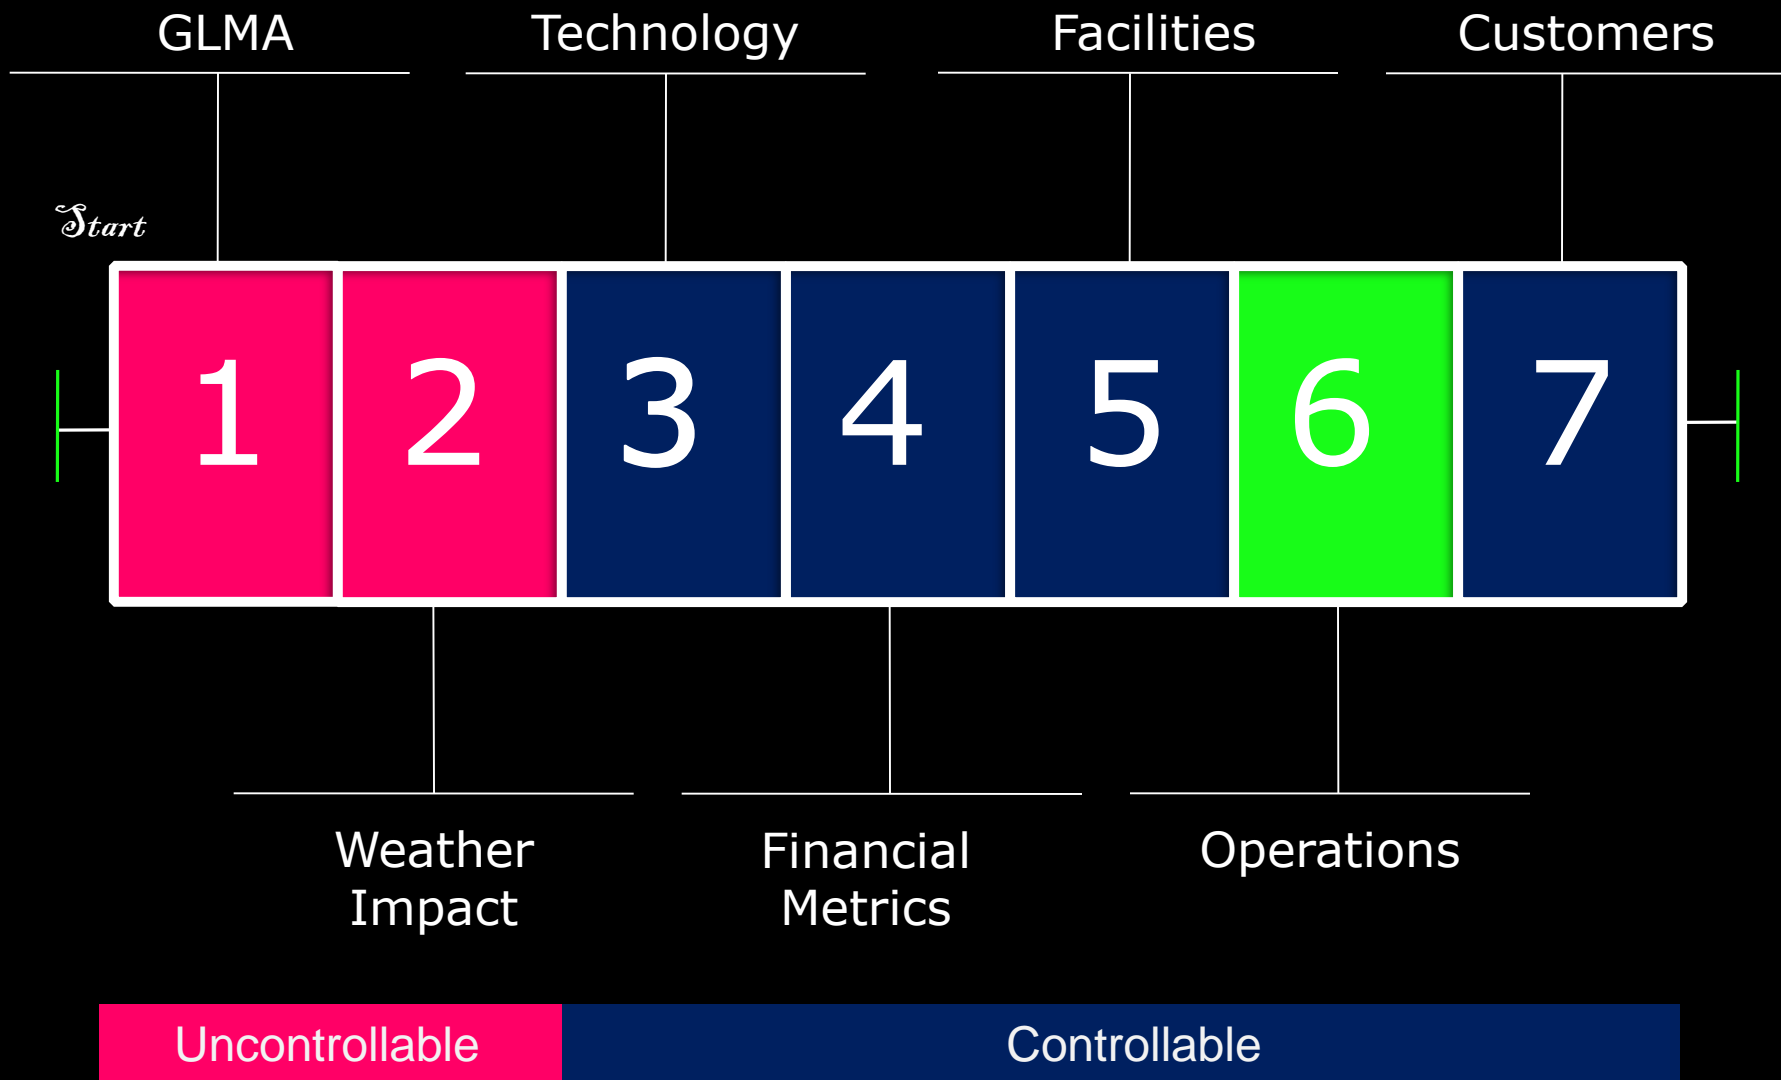 GLMA
Technology
Facilities
Customers
Start
1
2
3
4
5
6
7
Weather
Impact
Financial
Metrics
Operations
Uncontrollable
Controllable